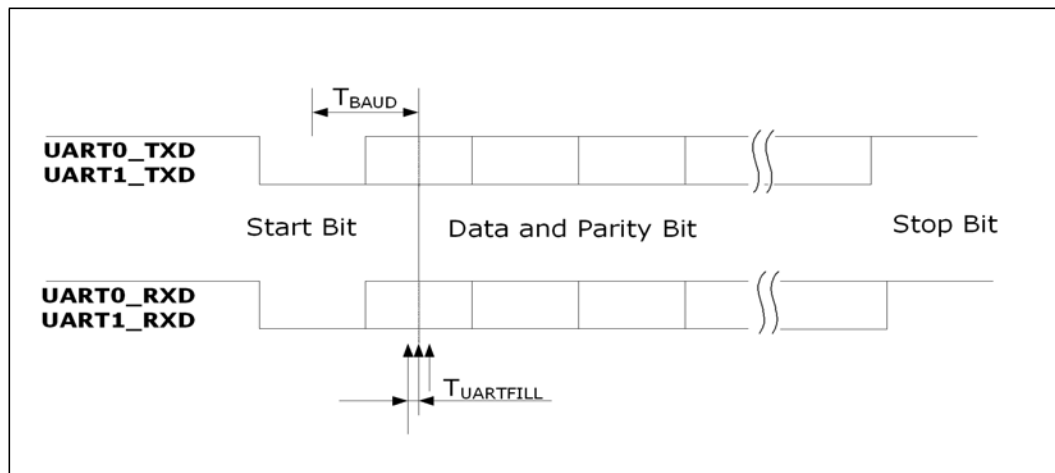 TBAUD
UART0_TXD
UART1_TXD
Start Bit
Data and Parity Bit
Stop Bit
UART0_RXD
UART1_RXD
TUARTFILL